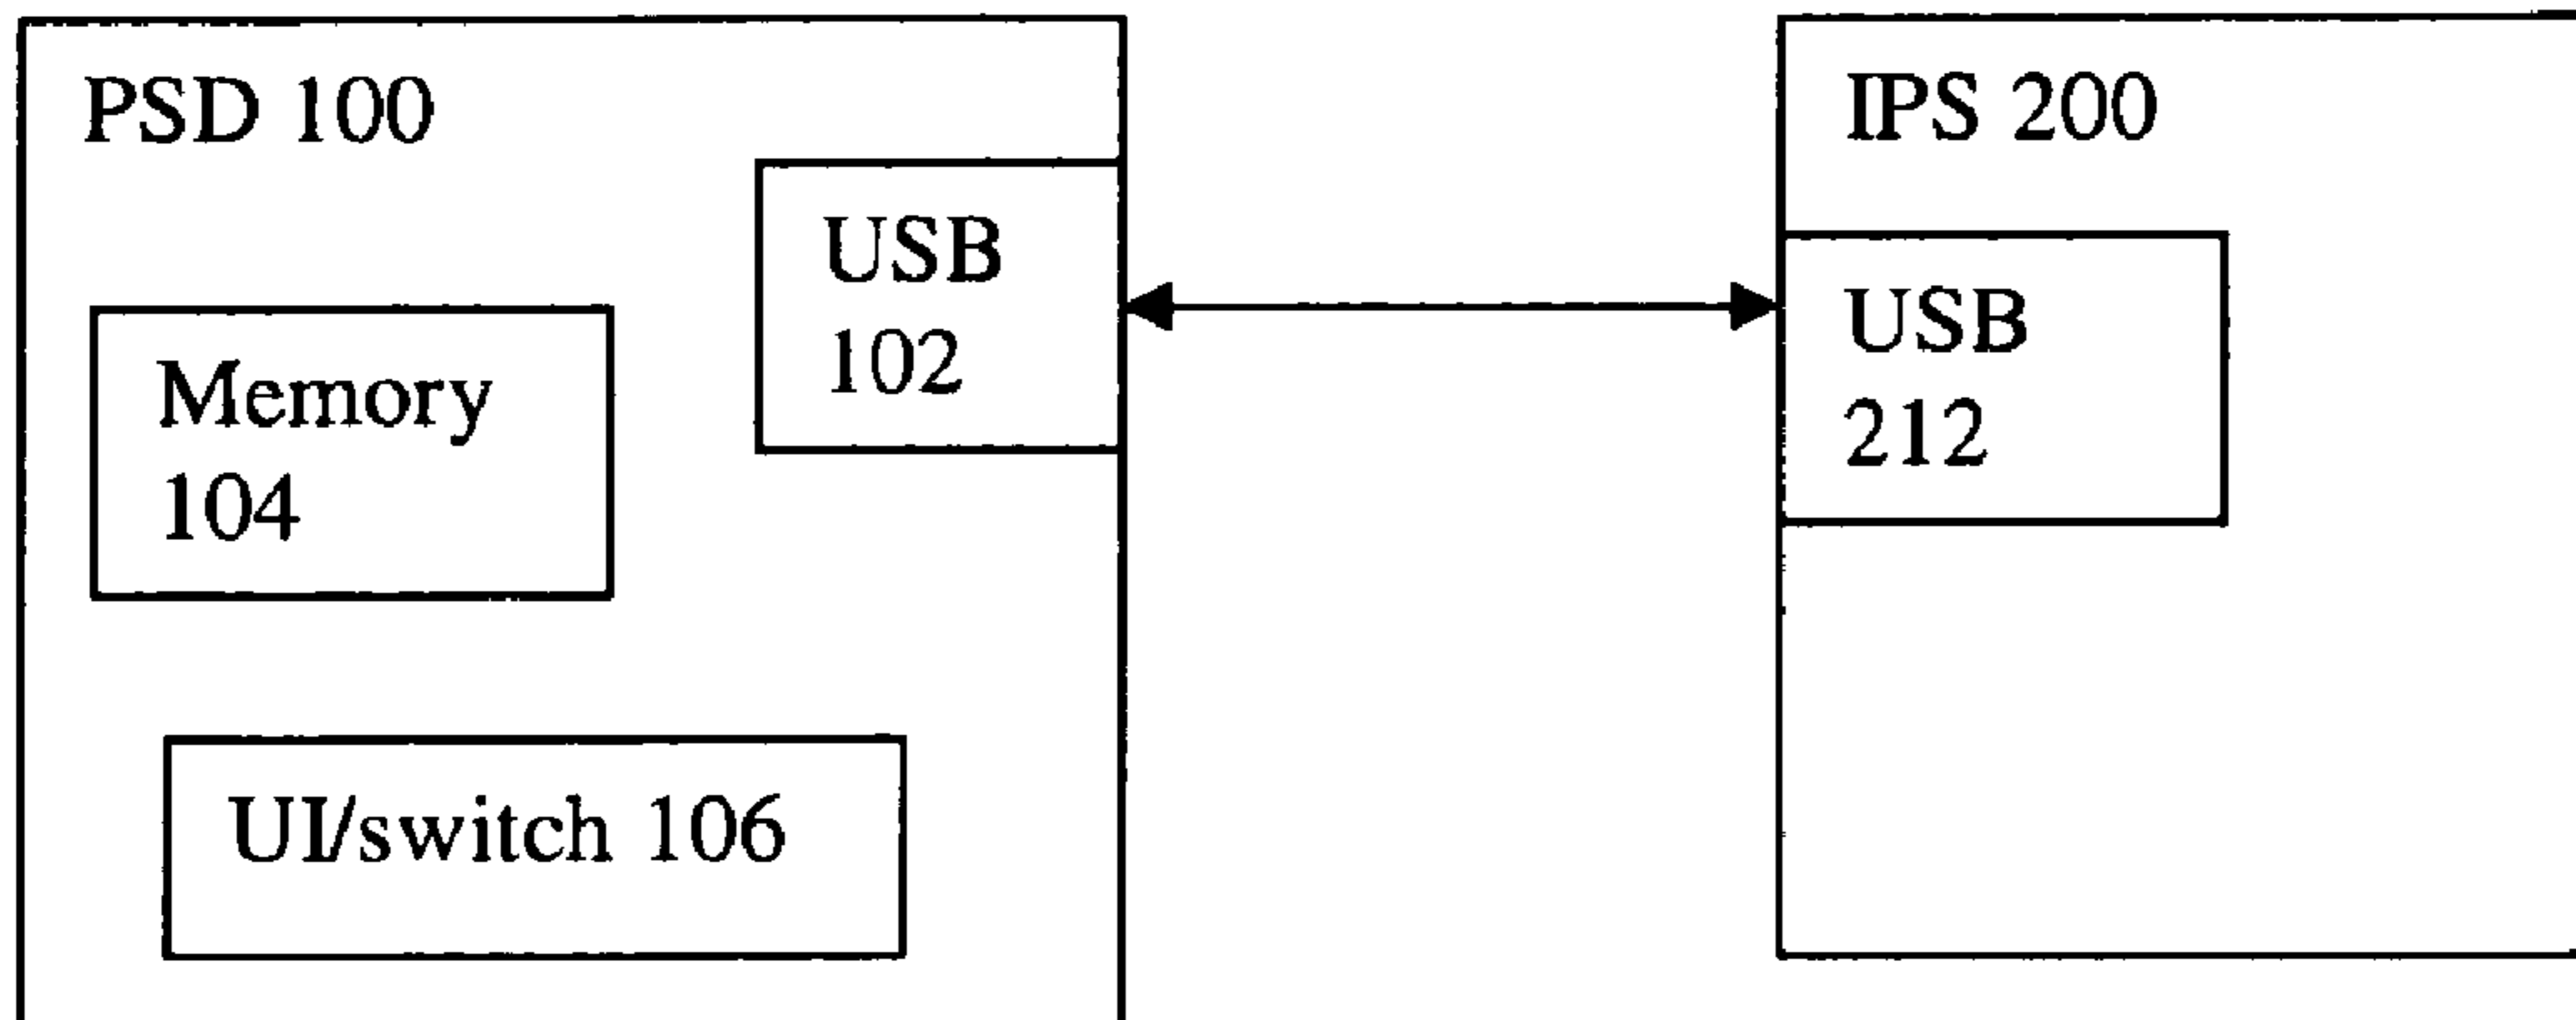 PSD 100
USB
102
Memory
104
UI/switch 106
IPS 200
USB
212